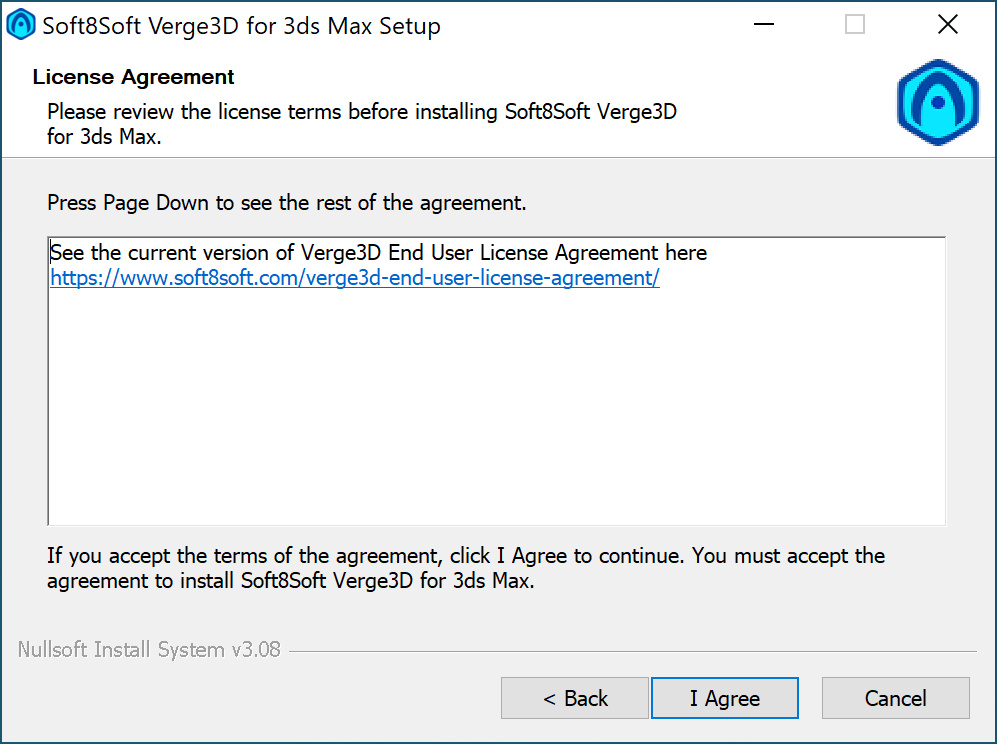 Soft8Soft Verge3D for 3ds Max Setup
License Agreement
Please review the license terms before installing Soft8Soft Verge3D
for 3ds Max.
Press Page Down to see the rest of the agreement.
See the current version of Verge3D End User License Agreement here
https://www.soft8soft.com/verge3d-end-user-license-agreement/
If you accept the terms of the agreement, click I Agree to continue. You must accept the
agreement to install Soft8Soft Verge3D for 3ds Max.
Nullsoft Install System v3.08
< Back
I Agree
Cancel